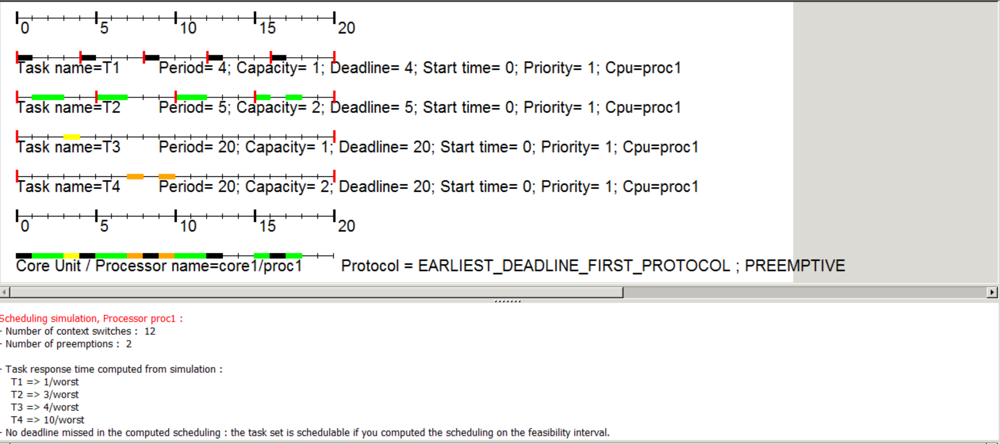 0 5 10 15 20
Task name=T1 Period= 4; Capacity= 1; Deadline= 4; Start time= 0; Priority= 1; Cpu=proc1
Task name=T2 Period= 5; Capacity= 2; Deadline= 5; Start time= 0; Priority= 1; Cpu=proc1
Task name=T3 Period= 20; Capacity= 1; Deadline= 20; Start time= 0; Priority= 1; Cpu=proc1
Task name=T4 Period= 20; Capacity= 2; Deadline= 20; Start time= 0; Priority= 1; Cpu=proc1
0 5 10 15 20
Core Unit / Processor name=core1/proc1 Protocol = EARLIEST_DEADLINE_FIRST_PROTOCOL ; PREEMPTIVE
Scheduling simulation, Processor proc1 :
- Number of context switches : 12
- Number of preemptions : 2
- Task response time computed from simulation :
T1 => 1/worst
T2 => 3/worst
T3 => 4/worst
T4 => 10/worst
- No deadline missed in the computed scheduling : the task set is schedulable if you computed the scheduling on the feasibility interval.